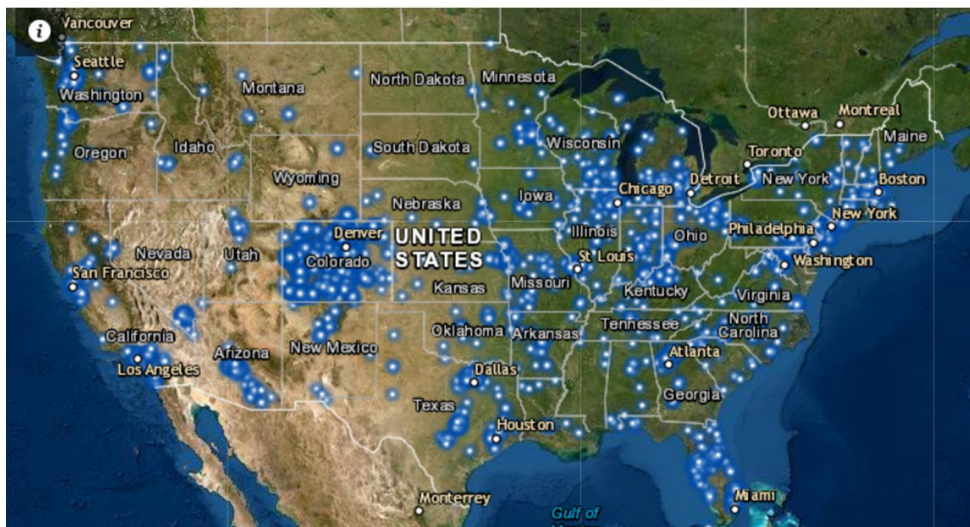 i
Vancouver
Seattle
Washington
Montana
North Dakota
Minnesota
Ottawa
Montreal
Maine
Oregon
Idaho
South Dakota
Wisconsin
Toronto
Wyoming
Chicago
Detroit
New York
Boston
Nebraska
Iowa
New York
Nevada
Utah
Denver
UNITED
STATES
Illinois
Ohio
Philadelphia
San Francisco
Colorado
Kansas
Missouri
St Louis
Washington
Kentucky
Virginia
California
Arizona
New Mexico
Oklahoma
Arkansas
Tennessee
North
Carolina
Los Angeles
Dallas
Atlanta
Texas
Georgia
Houston
Monterrey
Miami
Gulf of